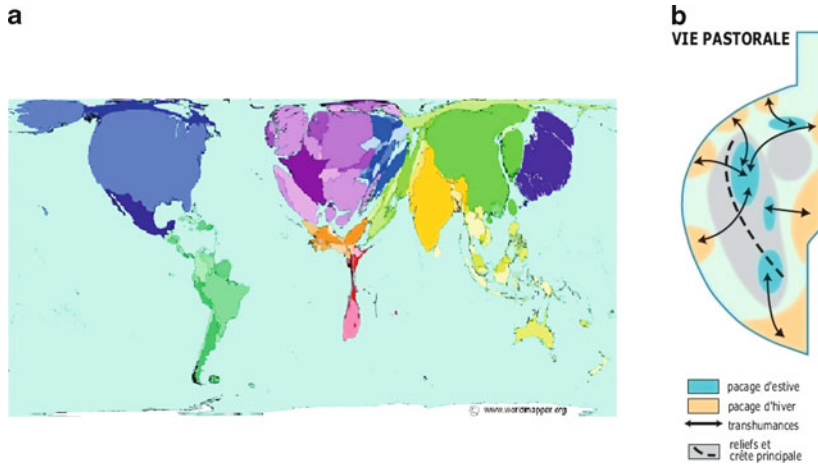 a
b
VIE PASTORALE
© www.worldmapper.org
pacage d'estive
pacage d'hiver
transhumances
reliefs et
crête principale